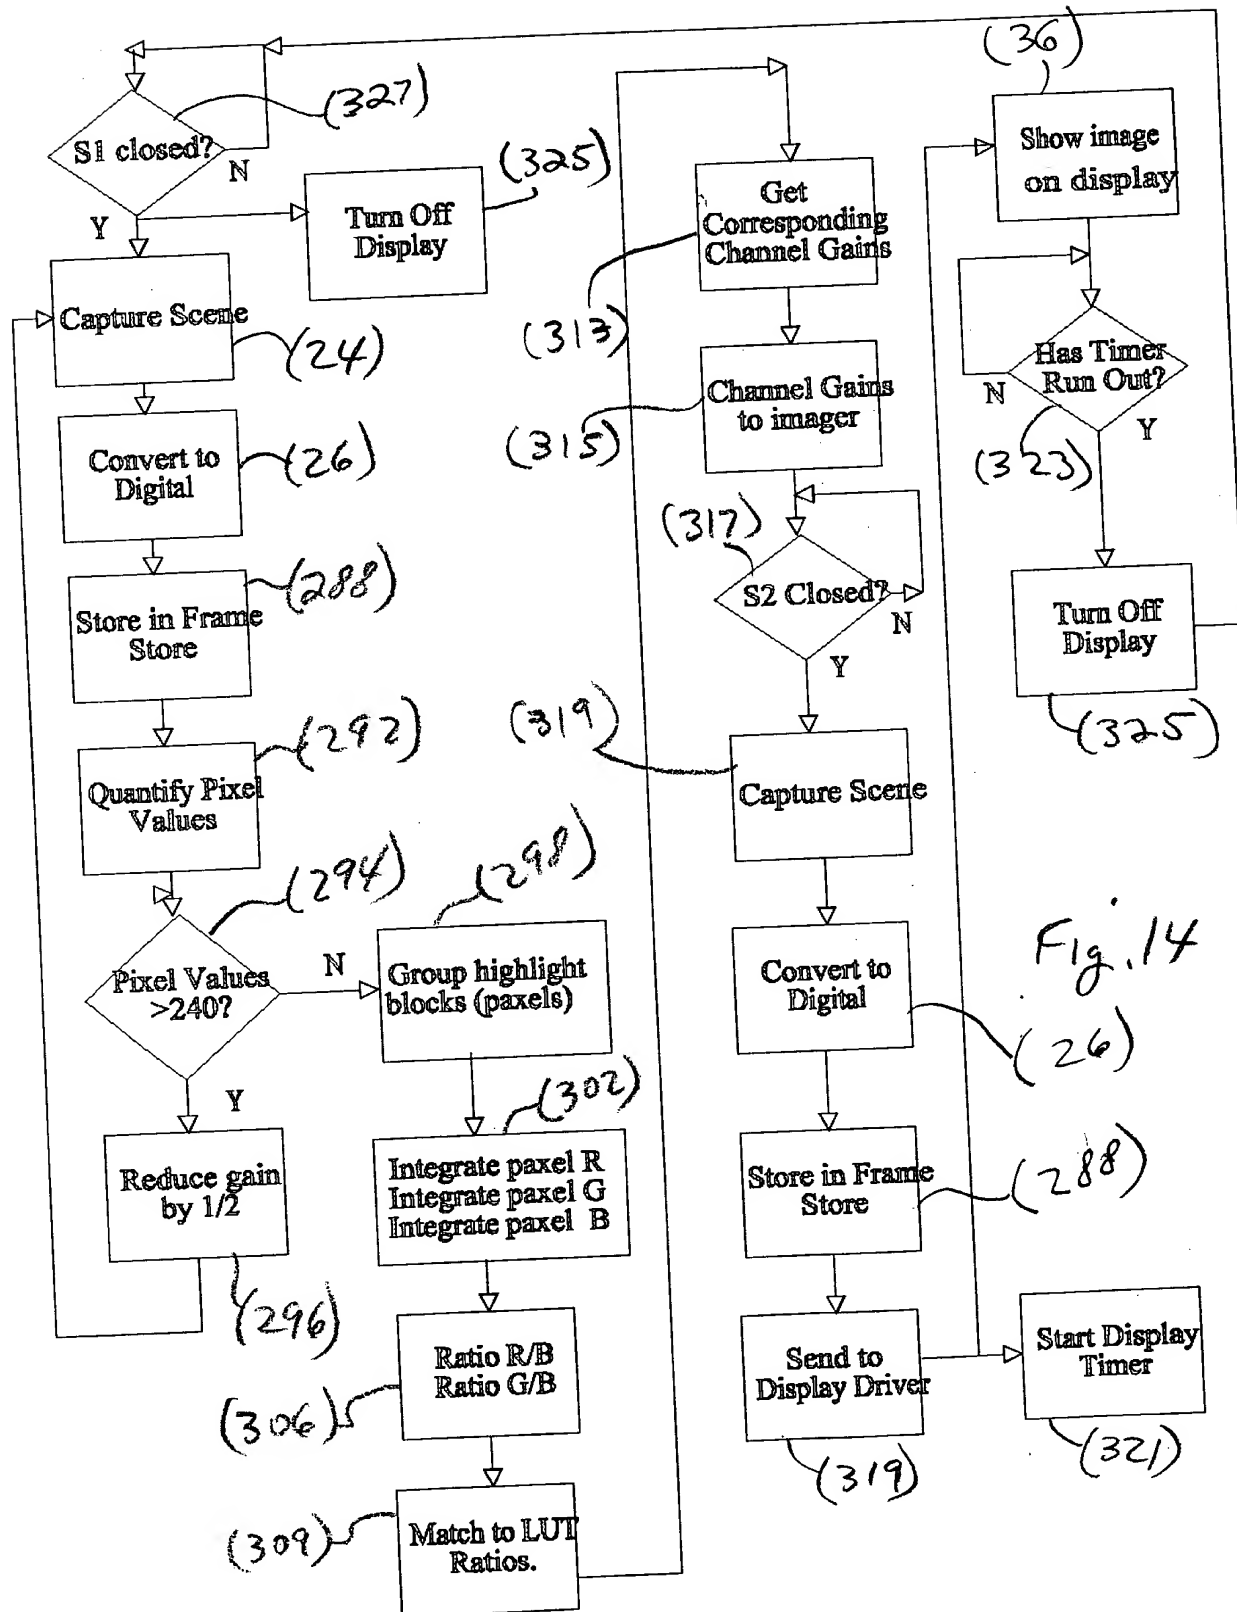 S1 closed?
(327)
N
Y
Turn Off
Display
(325)
Capture Scene
(24)
Convert to
Digital
(26)
Store in Frame
Store
(288)
Quantify Pixel
Values
(292)
Pixel Values
>240?
(294)
N
Y
Reduce gain
by 1/2
(296)
Group highlight
blocks (paxels)
(298)
Integrate paxel R
Integrate paxel G
Integrate paxel B
(302)
Ratio R/B
Ratio G/B
(306)
Match to LUT
Ratios.
(309)
Get
Corresponding
Channel Gains
(313)
Channel Gains
to imager
(315)
S2 Closed?
(317)
N
Y
Capture Scene
(319)
Convert to
Digital
(26)
Store in Frame
Store
(288)
Send to
Display Driver
(319)
Start Display
Timer
(321)
Show image
on display
(36)
Has Timer
Run Out?
(323)
N
Y
Turn Off
Display
(325)
Fig. 14